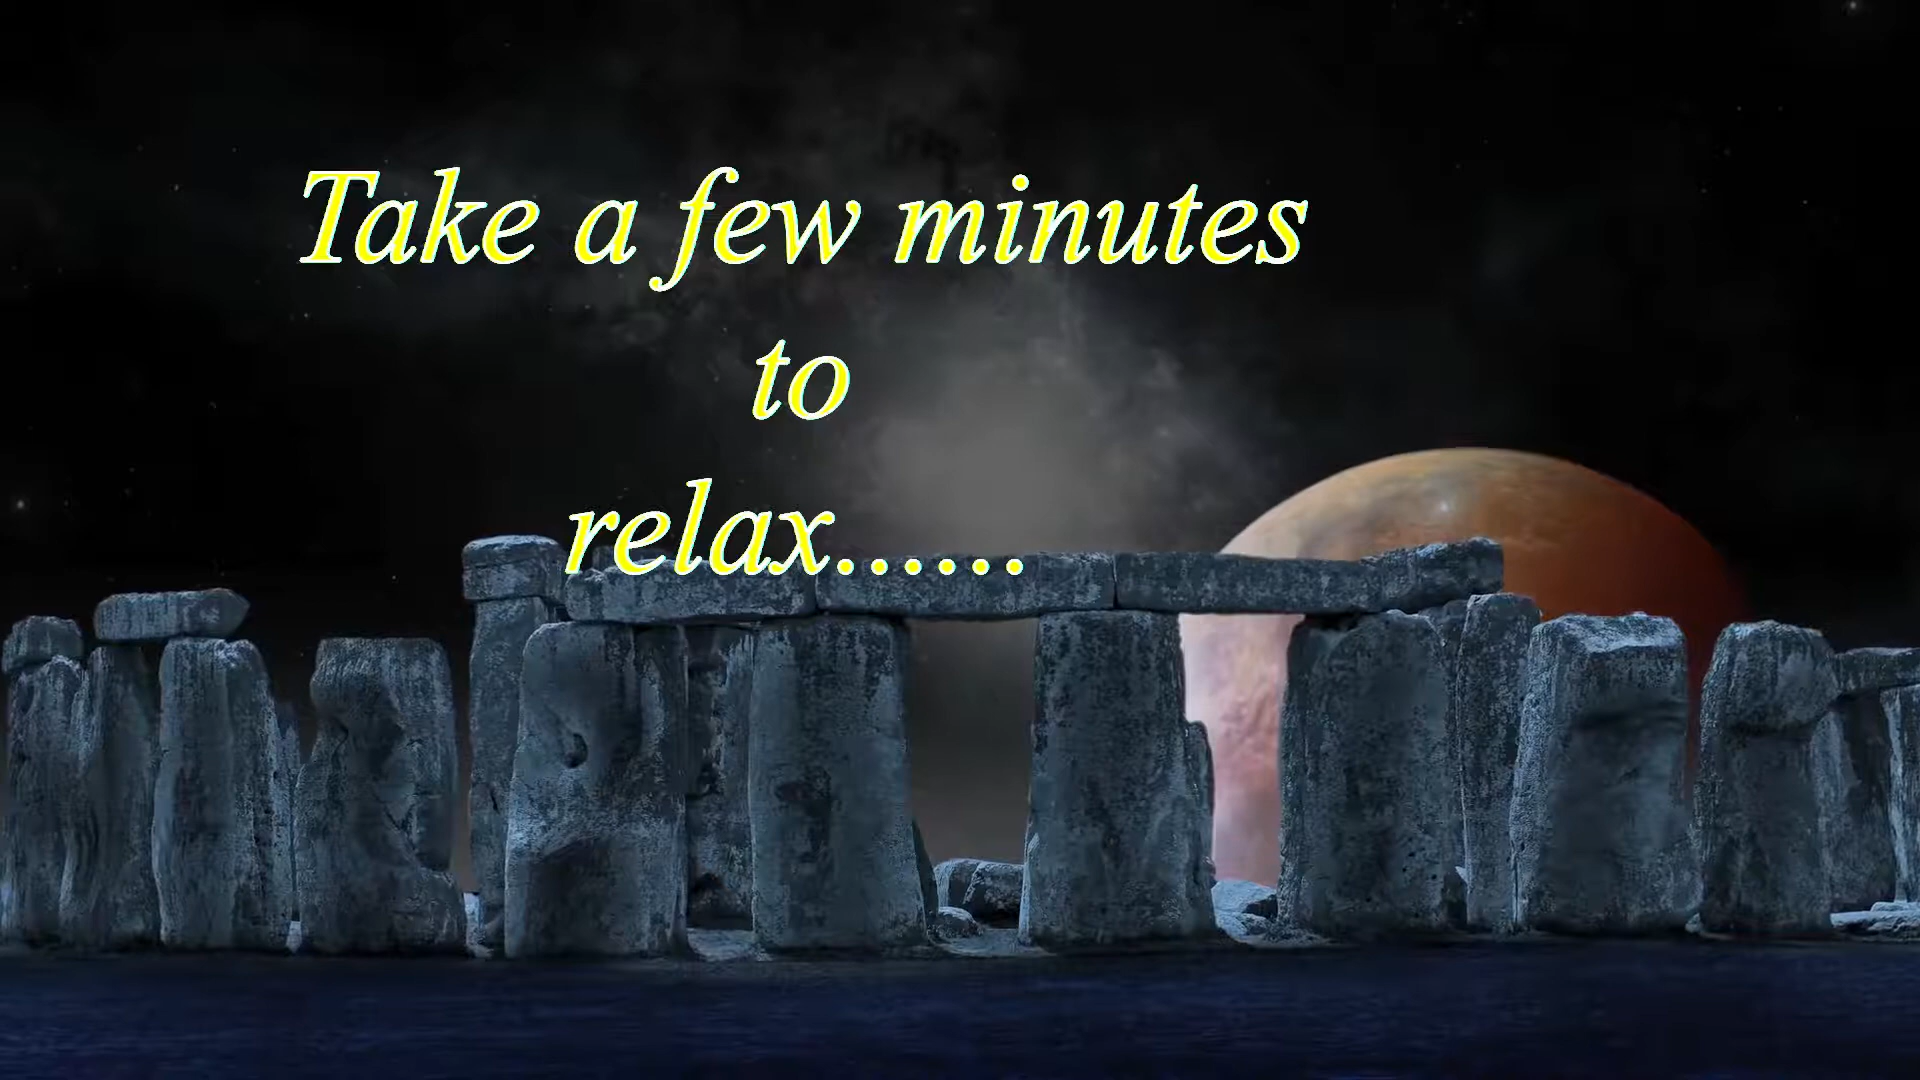 Take a few minutes
to
relax......